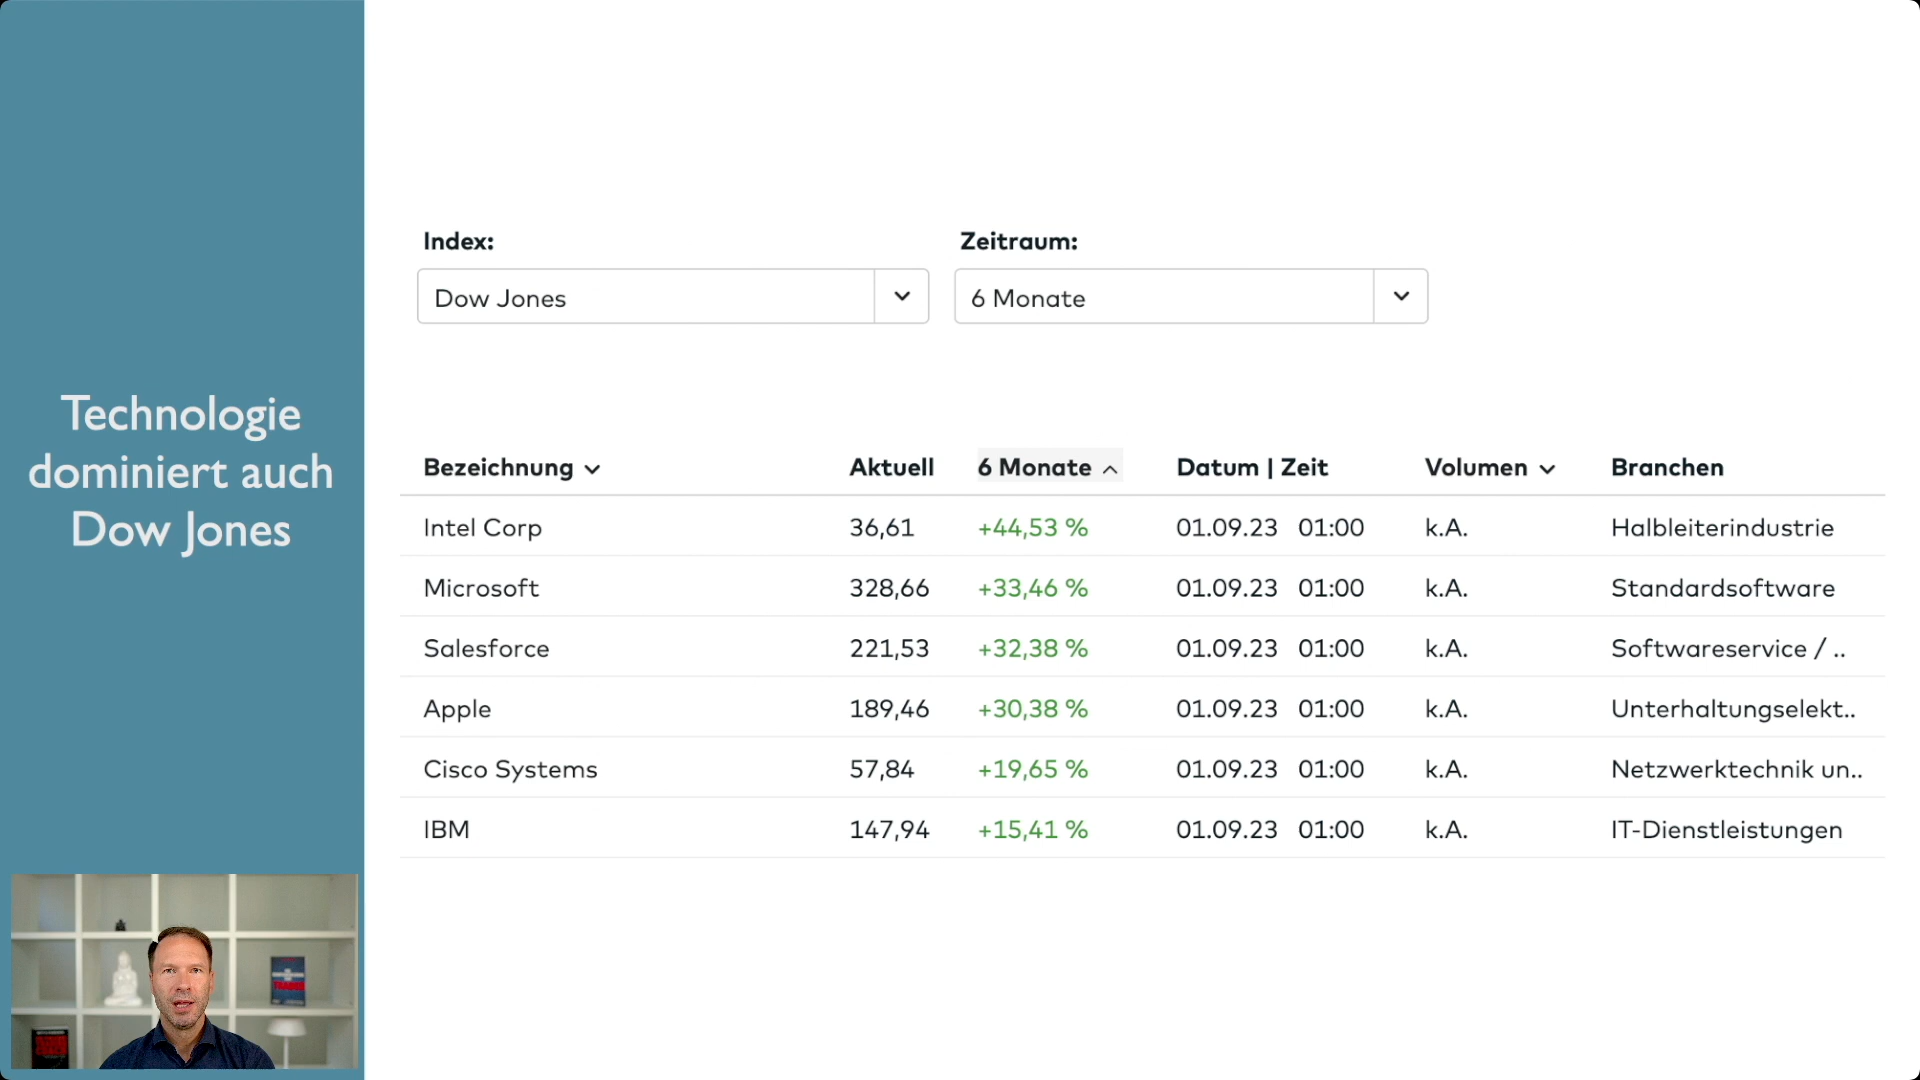 Technologie
dominiert auch
Dow Jones
Index: Zeitraum:
Dow Jones 6 Monate
Bezeichnung Aktuell 6 Monate Datum | Zeit Volumen Branchen
Intel Corp 36,61 +44,53 % 01.09.23 01:00 k.A. Halbleiterindustrie
Microsoft 328,66 +33,46 % 01.09.23 01:00 k.A. Standardsoftware
Salesforce 221,53 +32,38 % 01.09.23 01:00 k.A. Softwareservice / ..
Apple 189,46 +30,38 % 01.09.23 01:00 k.A. Unterhaltungselekt..
Cisco Systems 57,84 +19,65 % 01.09.23 01:00 k.A. Netzwerktechnik un..
IBM 147,94 +15,41 % 01.09.23 01:00 k.A. IT-Dienstleistungen